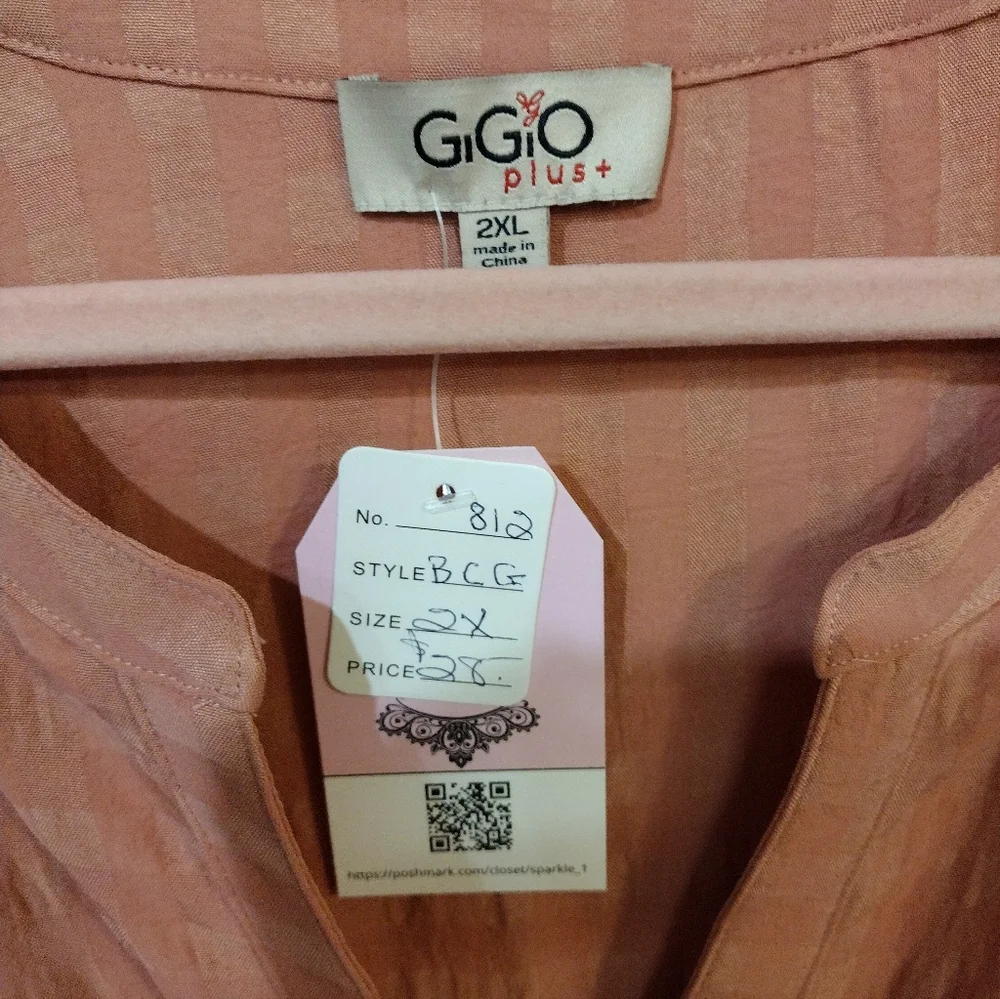 GiGiO
plus+
2XL
made in
China
No. 812
STYLE BCG
SIZE 2X
PRICE $28.
https://poshmark.com/closet/sparkle_1